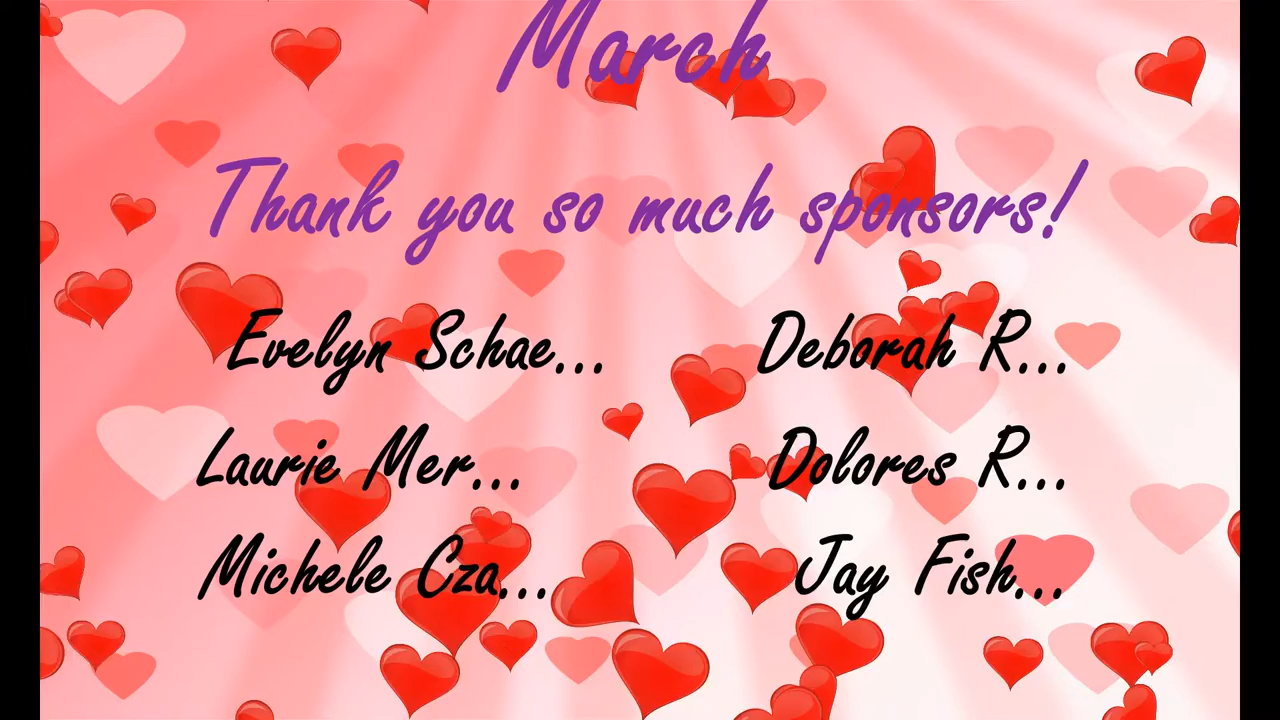 March
Thank you so much sponsors!
Evelyn Schae... Deborah R...
Laurie Mer... Dolores R...
Michele Cza... Jay Fish...